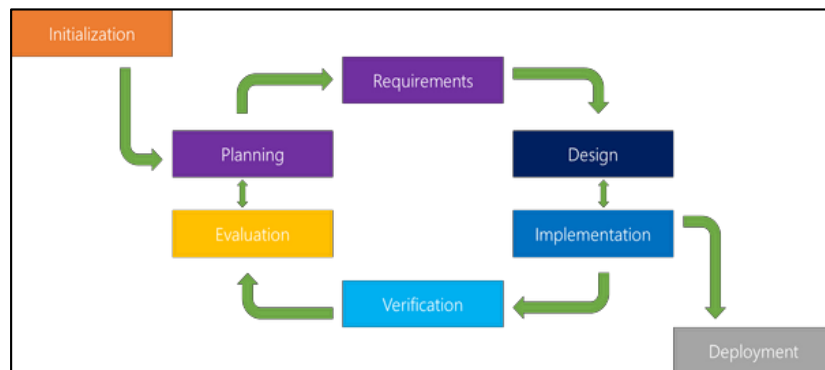 Initialization
Requirements
Planning
Design
Evaluation
Implementation
Verification
Deployment